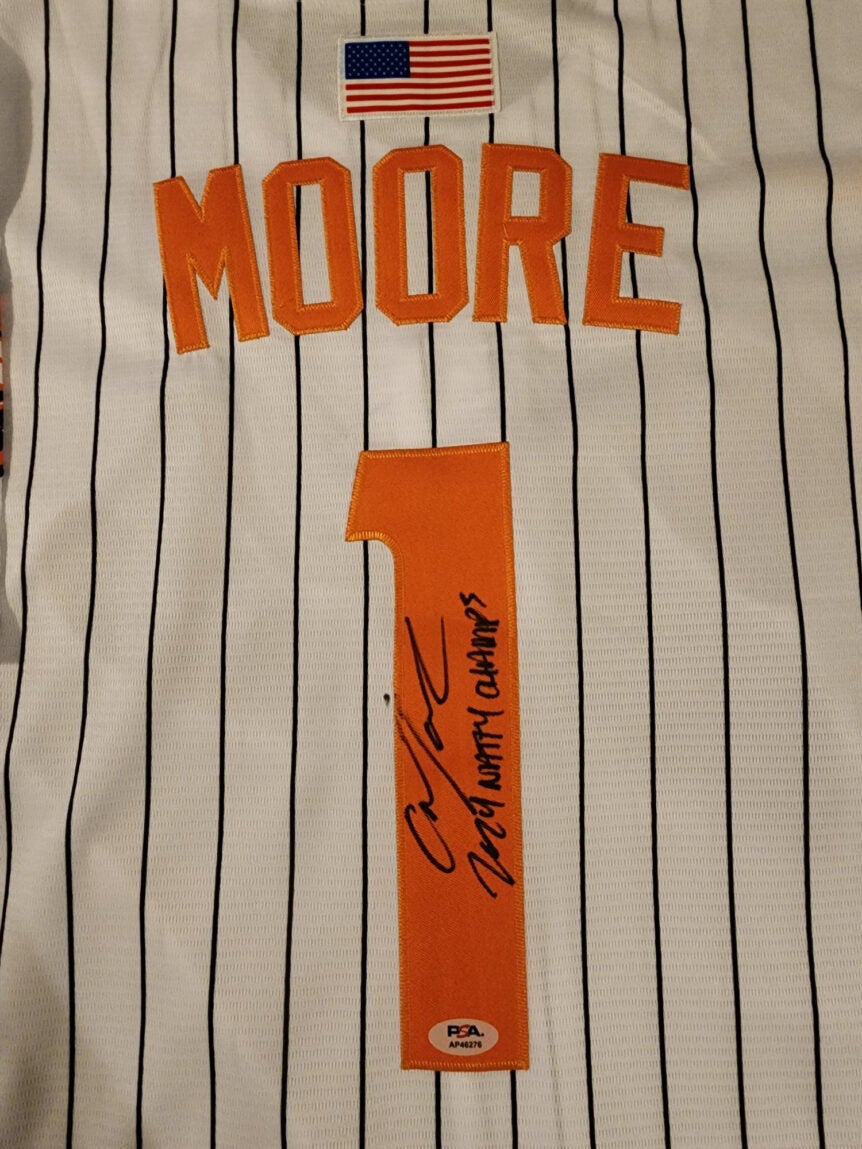 MOORE
1
2024 NATTY CHAMPS
PSA.
AP46276